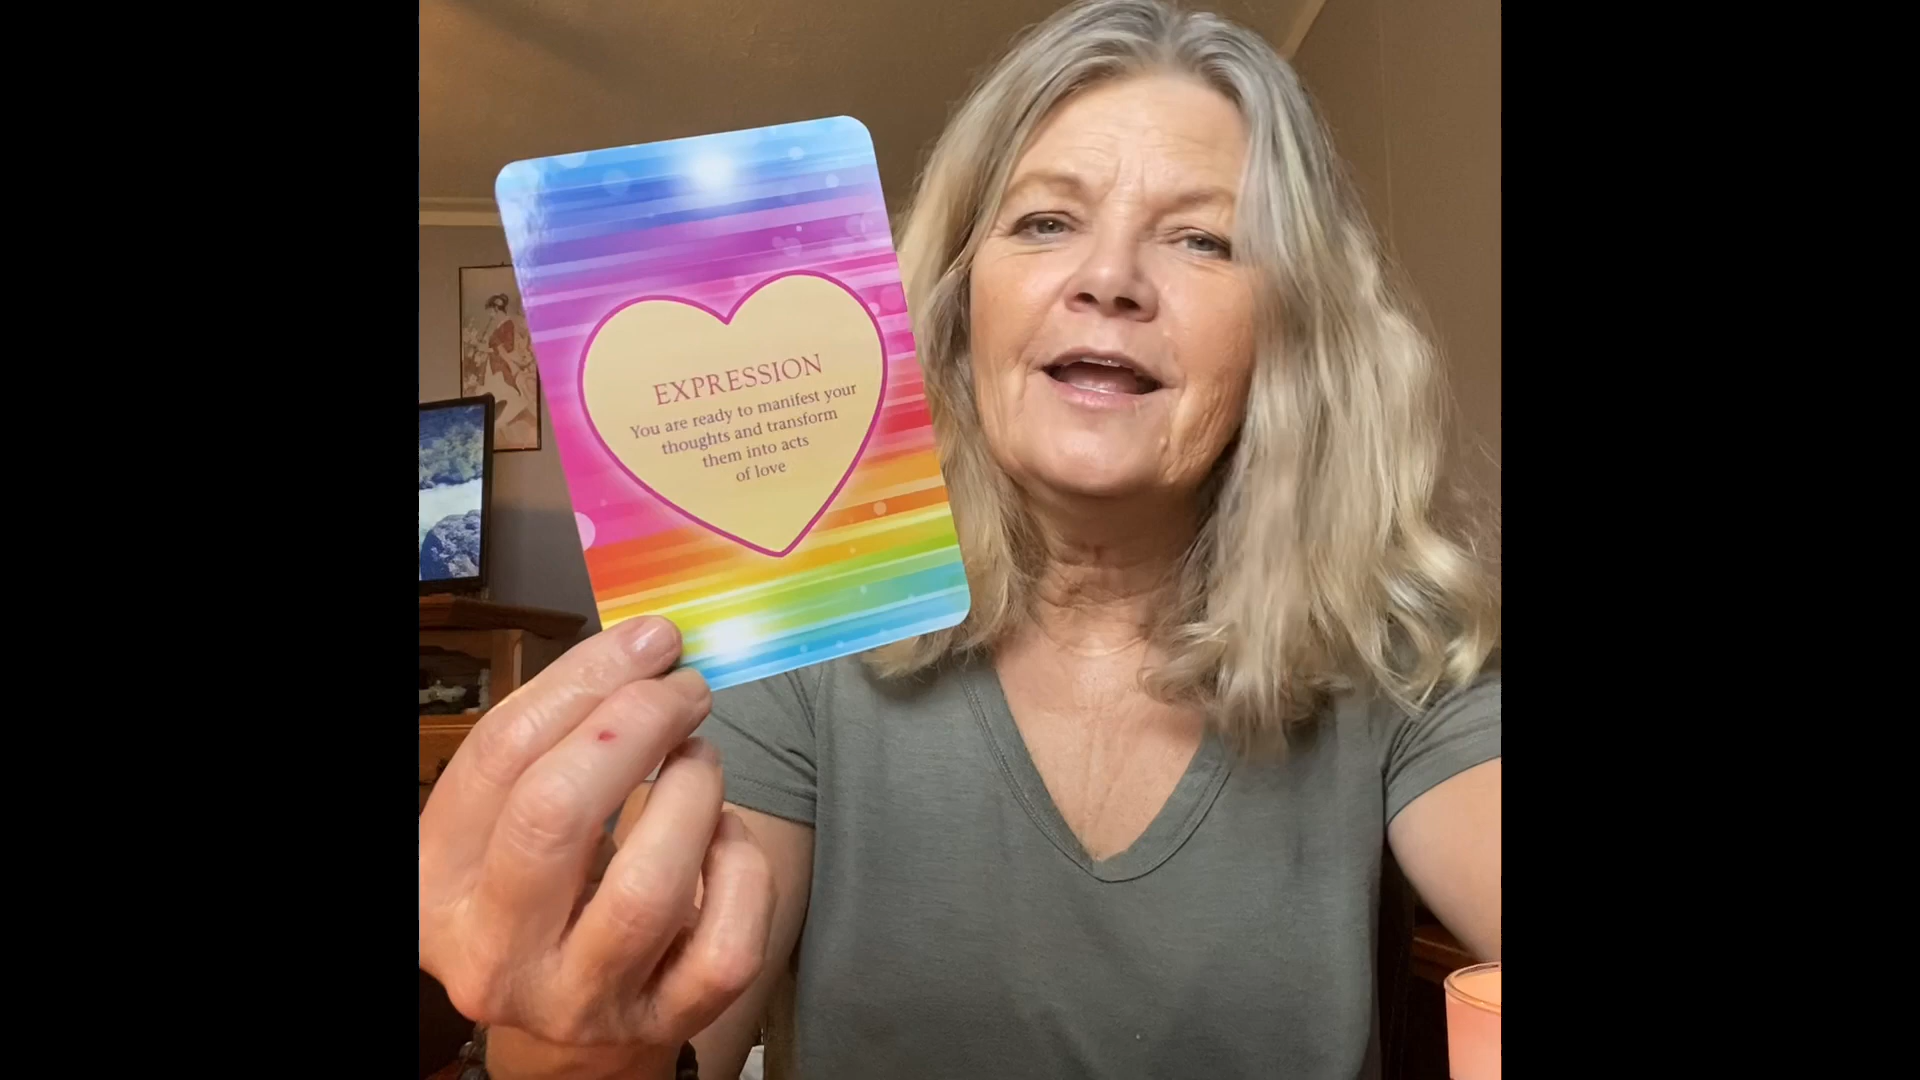 EXPRESSION
You are ready to manifest your
thoughts and transform
them into acts
of love